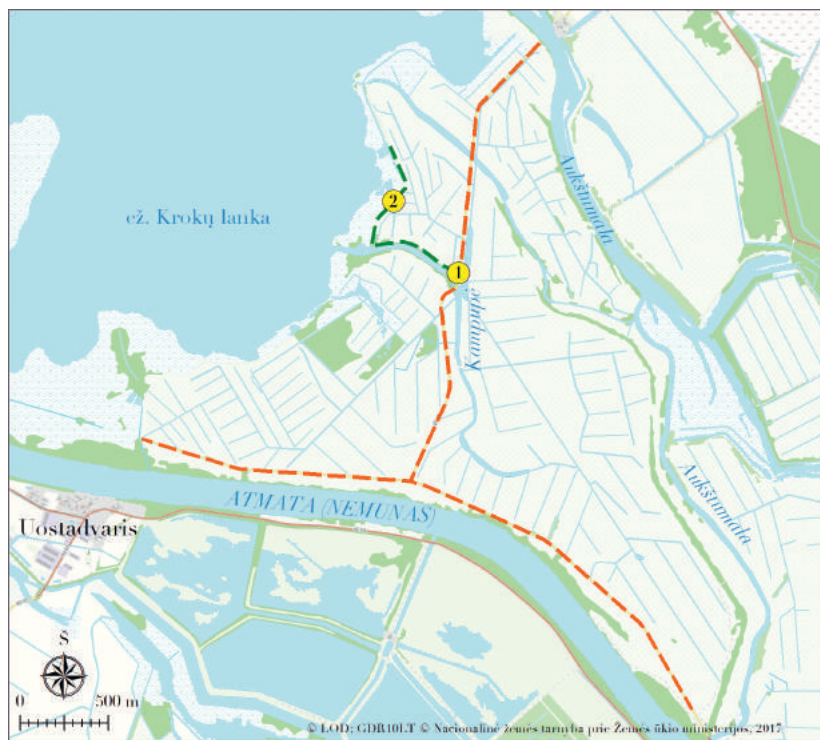 ež. Krokų lanka
Aukštumala
2
1
Kampupė
Aukštumala
ATMATA (NEMUNAS)
Uostadvaris
Š
0 500 m
© LOD; GDR10LT © Nacionalinė žemės tarnyba prie Žemės ūkio ministerijos, 2017